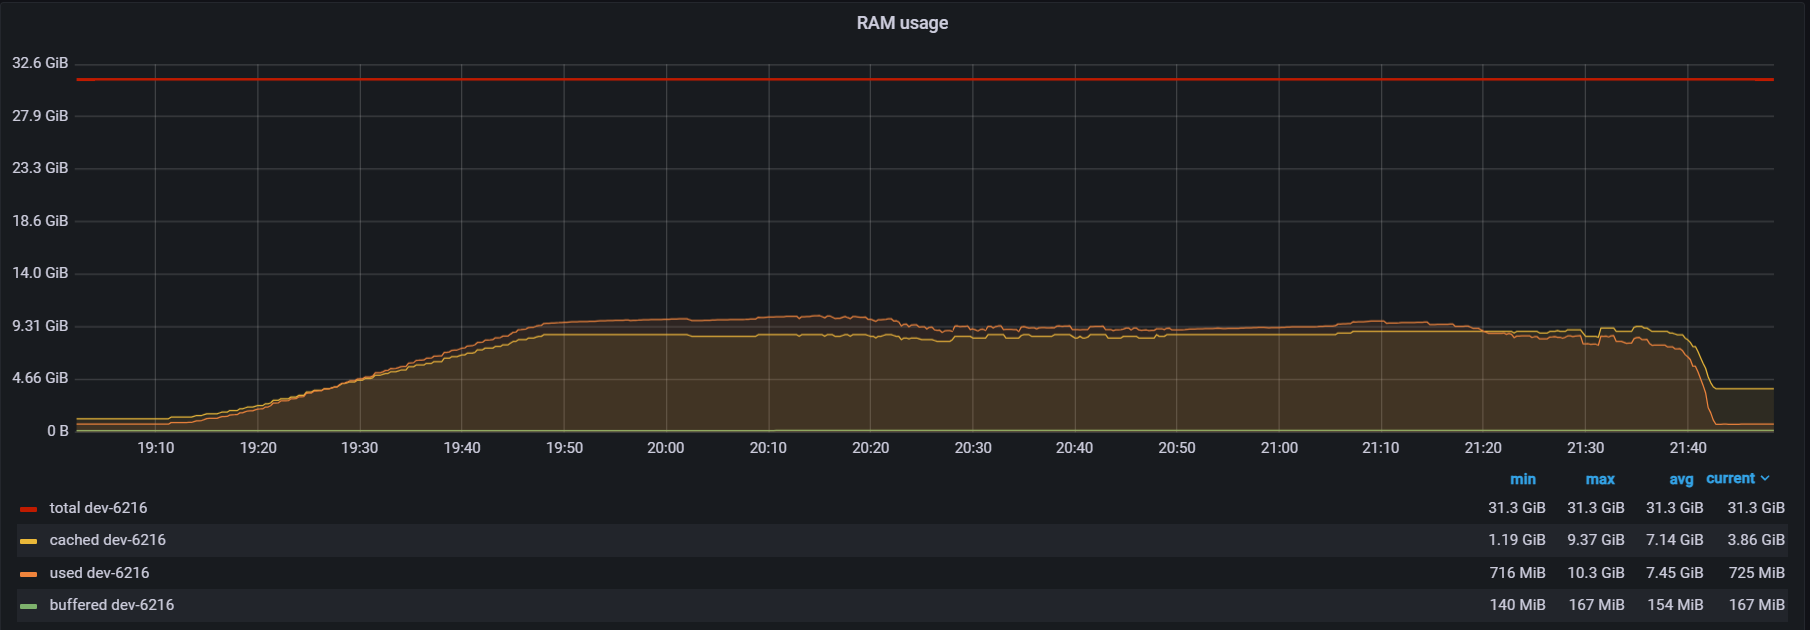 RAM usage
32.6 GiB
27.9 GiB
23.3 GiB
18.6 GiB
14.0 GiB
9.31 GiB
4.66 GiB
0 B
19:10 19:20 19:30 19:40 19:50 20:00 20:10 20:20 20:30 20:40 20:50 21:00 21:10 21:20 21:30 21:40
min max avg current
total dev-6216 31.3 GiB 31.3 GiB 31.3 GiB 31.3 GiB
cached dev-6216 1.19 GiB 9.37 GiB 7.14 GiB 3.86 GiB
used dev-6216 716 MiB 10.3 GiB 7.45 GiB 725 MiB
buffered dev-6216 140 MiB 167 MiB 154 MiB 167 MiB